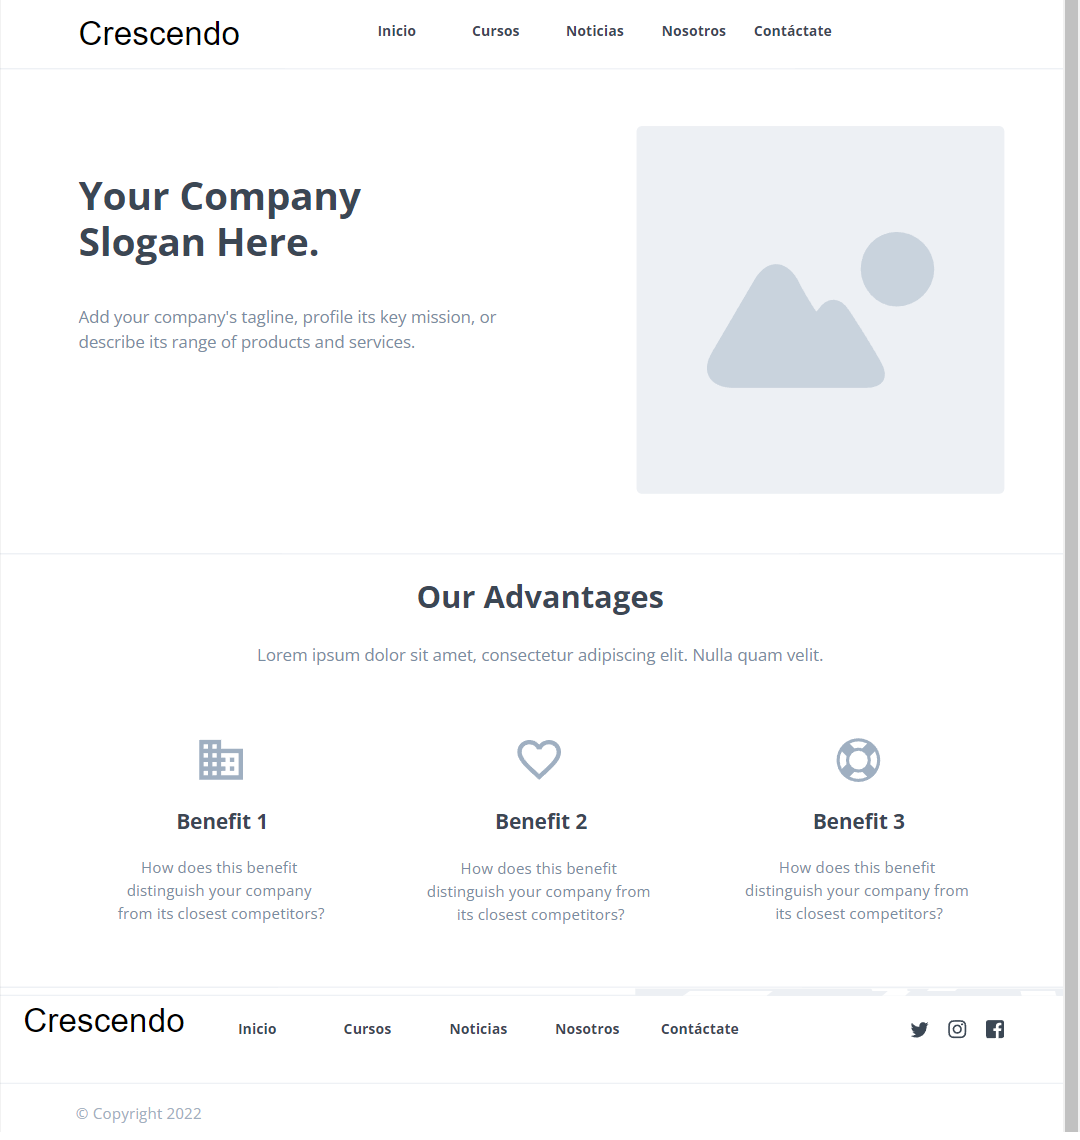 Crescendo
Inicio Cursos Noticias Nosotros Contáctate
Your Company
Slogan Here.
Add your company's tagline, profile its key mission, or
describe its range of products and services.
Our Advantages
Lorem ipsum dolor sit amet, consectetur adipiscing elit. Nulla quam velit.
Benefit 1
How does this benefit
distinguish your company
from its closest competitors?
Benefit 2
How does this benefit
distinguish your company from
its closest competitors?
Benefit 3
How does this benefit
distinguish your company from
its closest competitors?
Crescendo
Inicio Cursos Noticias Nosotros Contáctate
© Copyright 2022